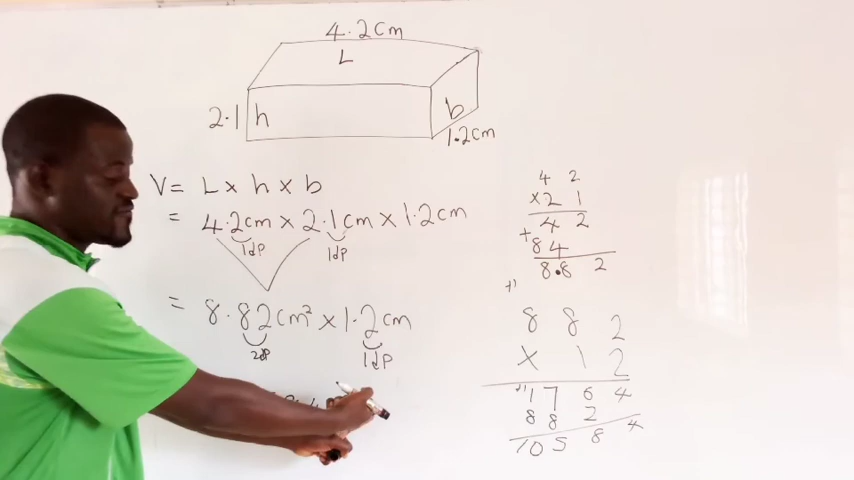 4.2cm
L
2.1 h
b
1.2cm
V = L x h x b
= 4.2cm x 2.1cm x 1.2cm
1dp 1dp
= 8.82cm² x 1.2cm
2dp 1dp
4 2
x 2 1
4 2
+ 8 4
8.8 2
+1
8 8 2
x 1 2
+1 1 7 6 4
8 8 2
10 5 8 4